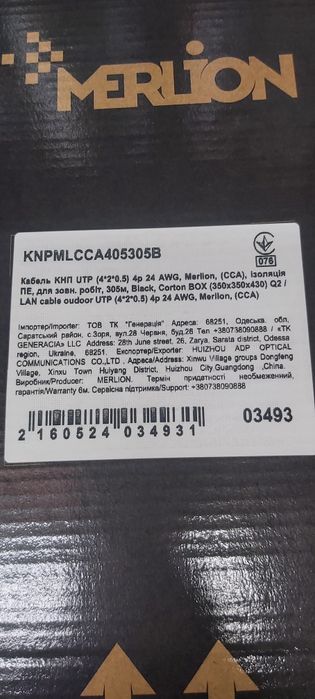 MERLION
KNPMLCCA405305B
076
Кабель КНП UTP (4*2*0.5) 4p 24 AWG, Merlion, (CCA), Ізоляція
ПЕ, для зовн. робіт, 305м, Black, Corton BOX (350x350x430) Q2 /
LAN cable oudoor UTP (4*2*0.5) 4p 24 AWG, Merlion, (CCA)
Імпортер/Importer: ТОВ ТК "Генерація" Адреса: 68251, Одеська обл,
Саратський район, с.Зоря, вул.28 Червня, буд.26 Тел +380738090888 / «TK
GENERACIA» LLC Address: 28th June street, 26, Zarya, Sarata district, Odessa
region, Ukraine, 68251. Експортер/Exporter: HUIZHOU ADP OPTICAL
COMMUNICATIONS CO.,LTD . Адреса/Address: Xinwu Village groups Dongfeng
Village, Xinxu Town Huiyang District, Huizhou City,Guangdong ,China.
Виробник/Producer: MERLION. Термін придатності необмежений,
гарантія/Warranty 6м. Сервісна підтримка/Support: +380738090888
03493
2 160524 034931